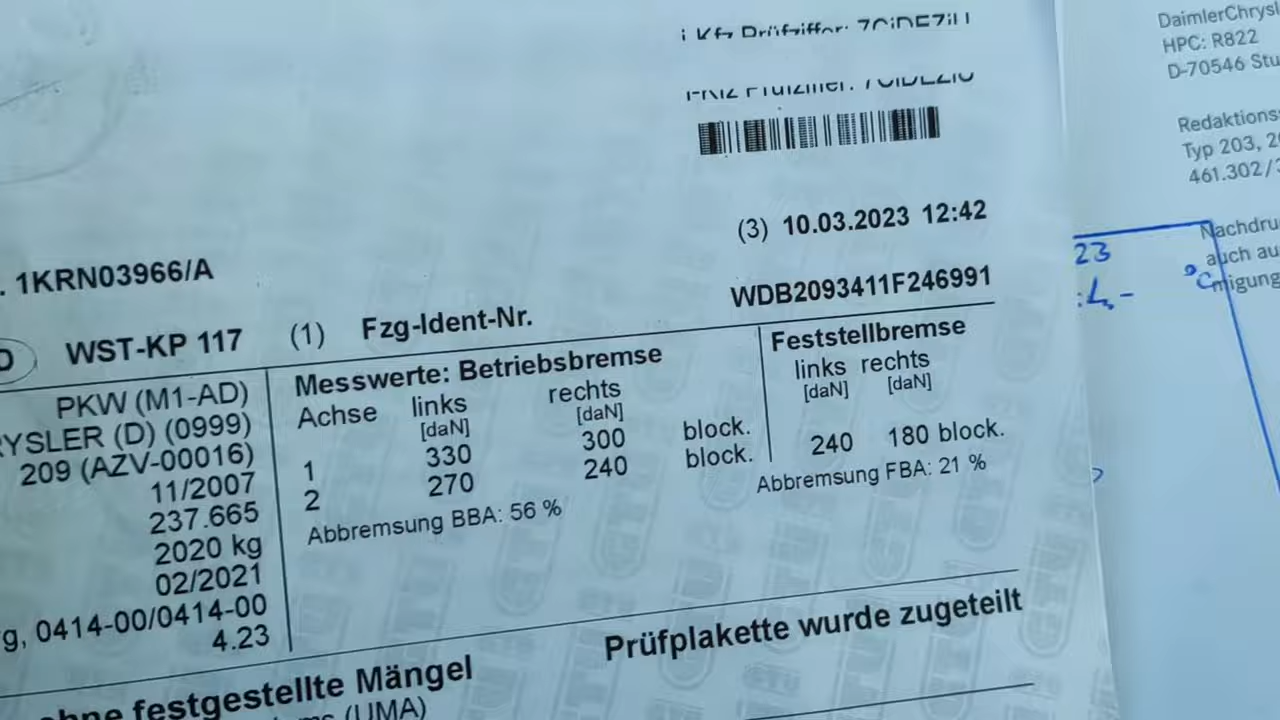 DaimlerChrysl
HPC: R822
D-70546 Stu
Redaktions
Typ 203, 2
461.302/
Nachdru
auch au
migung
23
(3) 10.03.2023 12:42
. 1KRN03966/A
WST-KP 117 (1) Fzg-Ident-Nr. WDB2093411F246991
PKW (M1-AD)
RYSLER (D) (0999)
209 (AZV-00016)
11/2007
237.665
2020 kg
02/2021
g, 0414-00/0414-00
4.23
Messwerte: Betriebsbremse
Achse links rechts
[daN] [daN]
1 330 300 block.
2 270 240 block.
Abbremsung BBA: 56 %
Feststellbremse
links rechts
[daN] [daN]
240 180 block.
Abbremsung FBA: 21 %
Prüfplakette wurde zugeteilt
ohne festgestellte Mängel
(UMA)